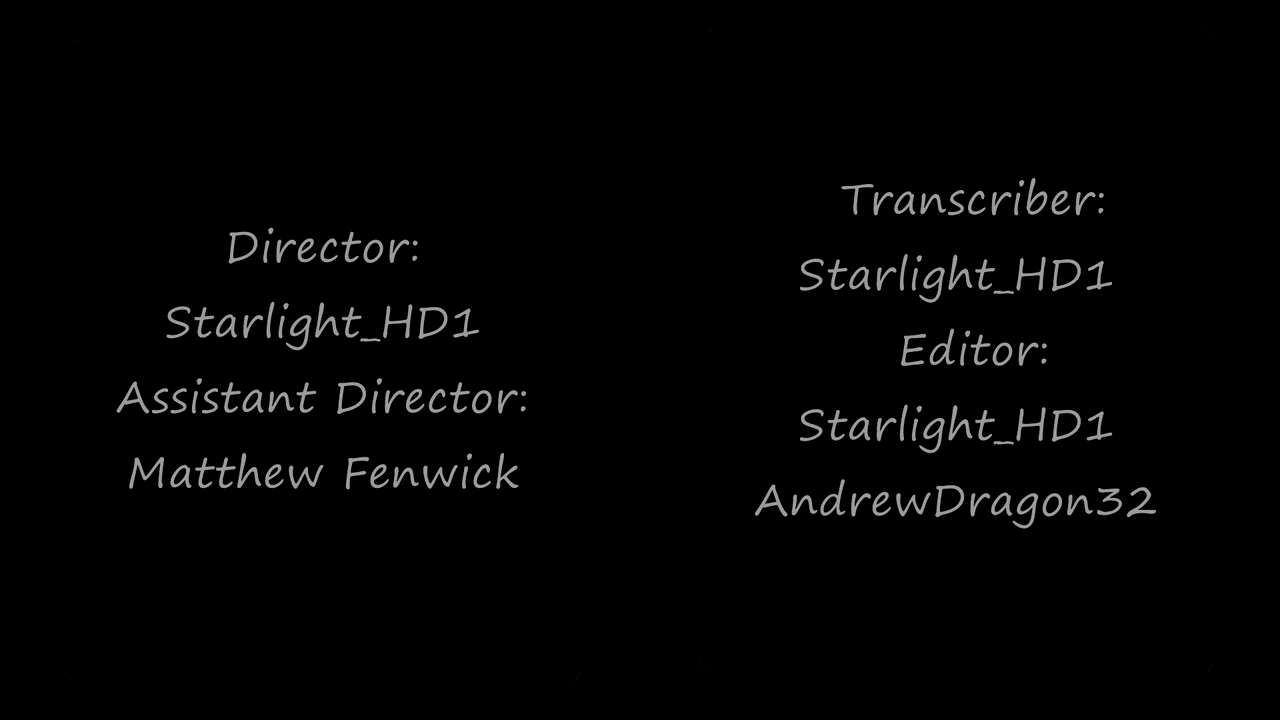 Director:
Starlight_HD1
Assistant Director:
Matthew Fenwick
Transcriber:
Starlight_HD1
Editor:
Starlight_HD1
AndrewDragon32